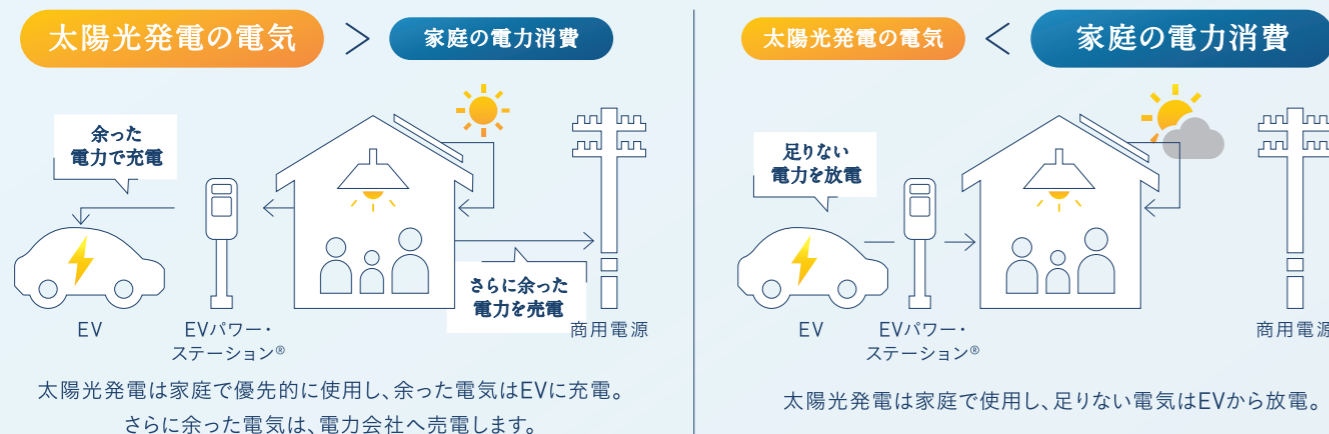 太陽光発電の電気 > 家庭の電力消費
余った
電力で充電
さらに余った
電力を売電
EV
EVパワー・
ステーション®
商用電源
太陽光発電は家庭で優先的に使用し、余った電気はEVに充電。
さらに余った電気は、電力会社へ売電します。
太陽光発電の電気 < 家庭の電力消費
足りない
電力を放電
EV
EVパワー・
ステーション®
商用電源
太陽光発電は家庭で使用し、足りない電気はEVから放電。